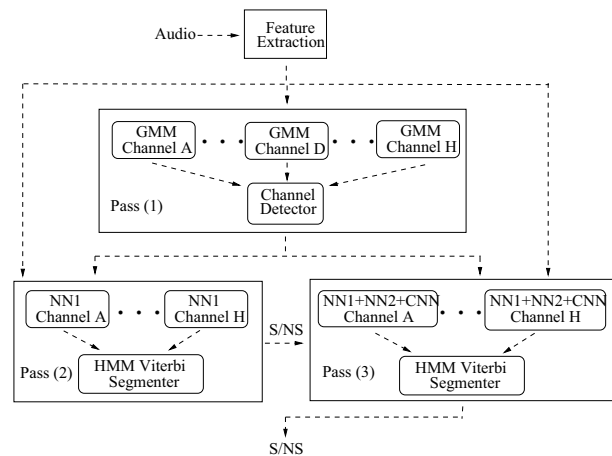 Audio
Feature
Extraction
GMM
Channel A
GMM
Channel D
GMM
Channel H
Channel
Detector
Pass (1)
NN1
Channel A
NN1
Channel H
HMM Viterbi
Segmenter
Pass (2)
S/NS
NN1+NN2+CNN
Channel A
NN1+NN2+CNN
Channel H
HMM Viterbi
Segmenter
Pass (3)
S/NS